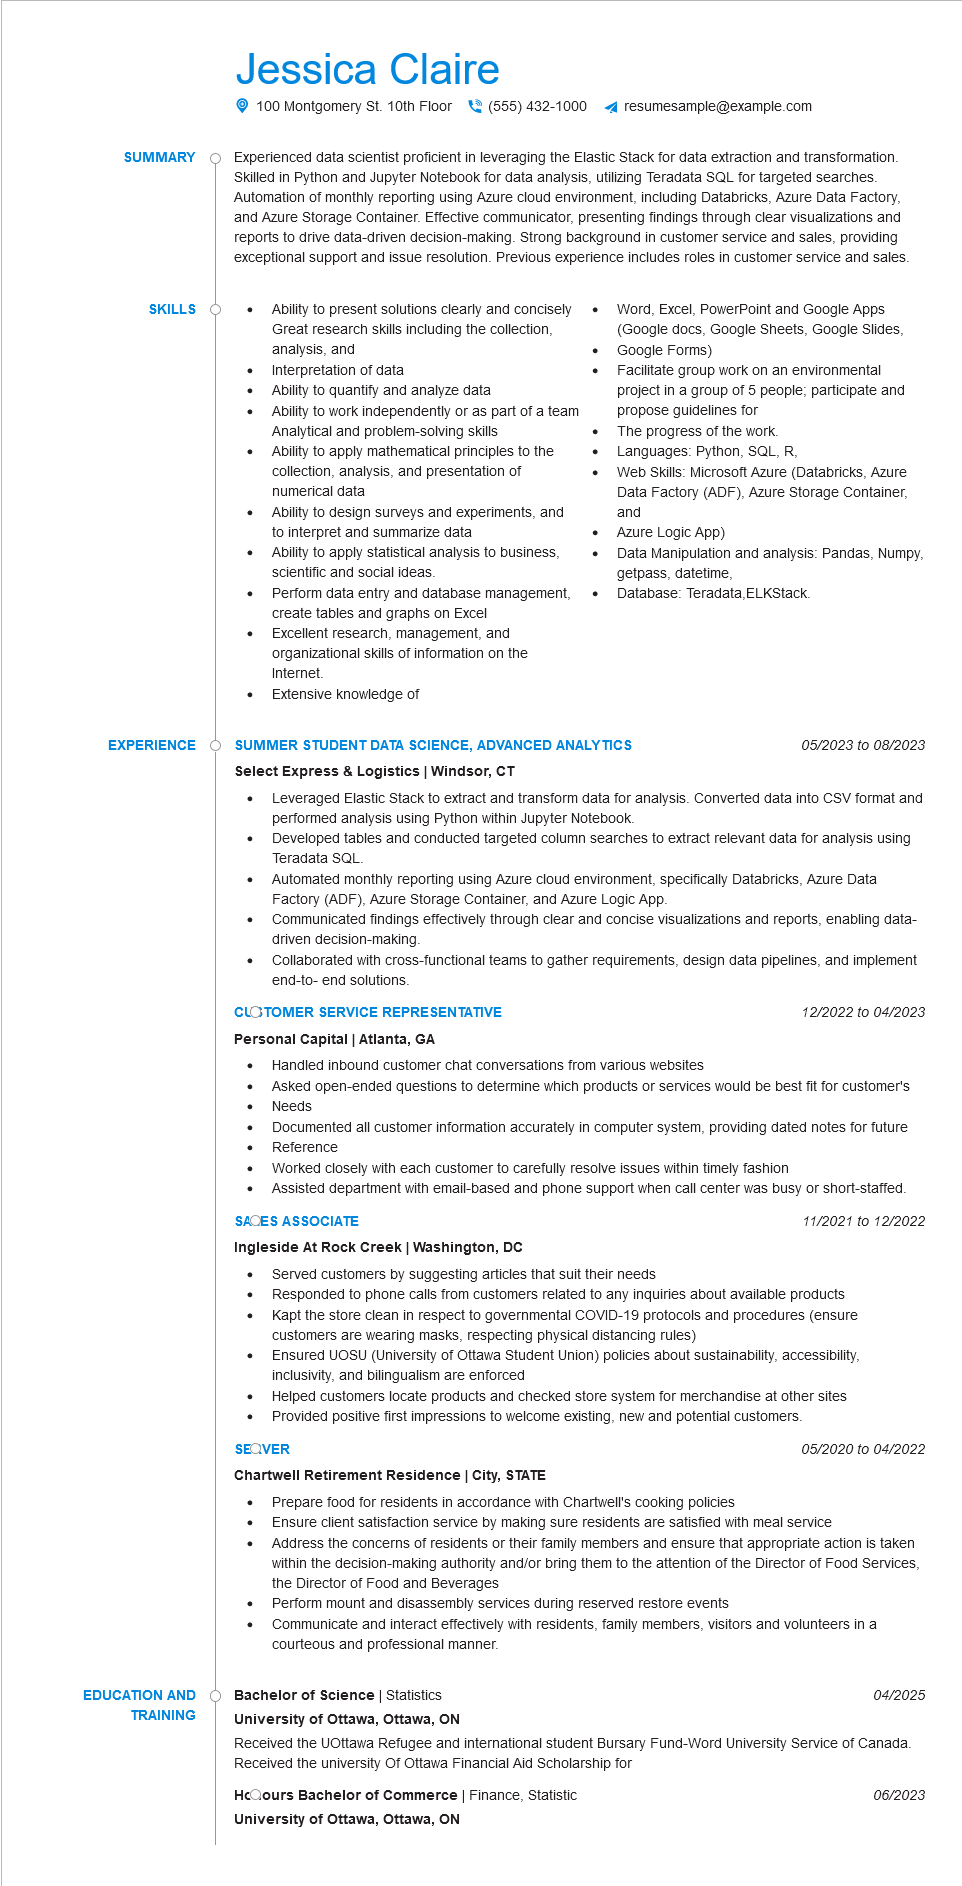 Jessica Claire
100 Montgomery St. 10th Floor (555) 432-1000 resumesample@example.com
SUMMARY
Experienced data scientist proficient in leveraging the Elastic Stack for data extraction and transformation.
Skilled in Python and Jupyter Notebook for data analysis, utilizing Teradata SQL for targeted searches.
Automation of monthly reporting using Azure cloud environment, including Databricks, Azure Data Factory,
and Azure Storage Container. Effective communicator, presenting findings through clear visualizations and
reports to drive data-driven decision-making. Strong background in customer service and sales, providing
exceptional support and issue resolution. Previous experience includes roles in customer service and sales.
SKILLS
• Ability to present solutions clearly and concisely
Great research skills including the collection,
analysis, and
• Interpretation of data
• Ability to quantify and analyze data
• Ability to work independently or as part of a team
Analytical and problem-solving skills
• Ability to apply mathematical principles to the
collection, analysis, and presentation of
numerical data
• Ability to design surveys and experiments, and
to interpret and summarize data
• Ability to apply statistical analysis to business,
scientific and social ideas.
• Perform data entry and database management,
create tables and graphs on Excel
• Excellent research, management, and
organizational skills of information on the
Internet.
• Extensive knowledge of
• Word, Excel, PowerPoint and Google Apps
(Google docs, Google Sheets, Google Slides,
• Google Forms)
• Facilitate group work on an environmental
project in a group of 5 people; participate and
propose guidelines for
• The progress of the work.
• Languages: Python, SQL, R,
• Web Skills: Microsoft Azure (Databricks, Azure
Data Factory (ADF), Azure Storage Container,
and
• Azure Logic App)
• Data Manipulation and analysis: Pandas, Numpy,
getpass, datetime,
• Database: Teradata,ELKStack.
EXPERIENCE
SUMMER STUDENT DATA SCIENCE, ADVANCED ANALYTICS 05/2023 to 08/2023
Select Express & Logistics | Windsor, CT
• Leveraged Elastic Stack to extract and transform data for analysis. Converted data into CSV format and
performed analysis using Python within Jupyter Notebook.
• Developed tables and conducted targeted column searches to extract relevant data for analysis using
Teradata SQL.
• Automated monthly reporting using Azure cloud environment, specifically Databricks, Azure Data
Factory (ADF), Azure Storage Container, and Azure Logic App.
• Communicated findings effectively through clear and concise visualizations and reports, enabling data-
driven decision-making.
• Collaborated with cross-functional teams to gather requirements, design data pipelines, and implement
end-to- end solutions.
CUSTOMER SERVICE REPRESENTATIVE 12/2022 to 04/2023
Personal Capital | Atlanta, GA
• Handled inbound customer chat conversations from various websites
• Asked open-ended questions to determine which products or services would be best fit for customer's
• Needs
• Documented all customer information accurately in computer system, providing dated notes for future
• Reference
• Worked closely with each customer to carefully resolve issues within timely fashion
• Assisted department with email-based and phone support when call center was busy or short-staffed.
SALES ASSOCIATE 11/2021 to 12/2022
Ingleside At Rock Creek | Washington, DC
• Served customers by suggesting articles that suit their needs
• Responded to phone calls from customers related to any inquiries about available products
• Kapt the store clean in respect to governmental COVID-19 protocols and procedures (ensure
customers are wearing masks, respecting physical distancing rules)
• Ensured UOSU (University of Ottawa Student Union) policies about sustainability, accessibility,
inclusivity, and bilingualism are enforced
• Helped customers locate products and checked store system for merchandise at other sites
• Provided positive first impressions to welcome existing, new and potential customers.
SERVER 05/2020 to 04/2022
Chartwell Retirement Residence | City, STATE
• Prepare food for residents in accordance with Chartwell's cooking policies
• Ensure client satisfaction service by making sure residents are satisfied with meal service
• Address the concerns of residents or their family members and ensure that appropriate action is taken
within the decision-making authority and/or bring them to the attention of the Director of Food Services,
the Director of Food and Beverages
• Perform mount and disassembly services during reserved restore events
• Communicate and interact effectively with residents, family members, visitors and volunteers in a
courteous and professional manner.
EDUCATION AND
TRAINING
Bachelor of Science | Statistics 04/2025
University of Ottawa, Ottawa, ON
Received the UOttawa Refugee and international student Bursary Fund-Word University Service of Canada.
Received the university Of Ottawa Financial Aid Scholarship for
Honours Bachelor of Commerce | Finance, Statistic 06/2023
University of Ottawa, Ottawa, ON